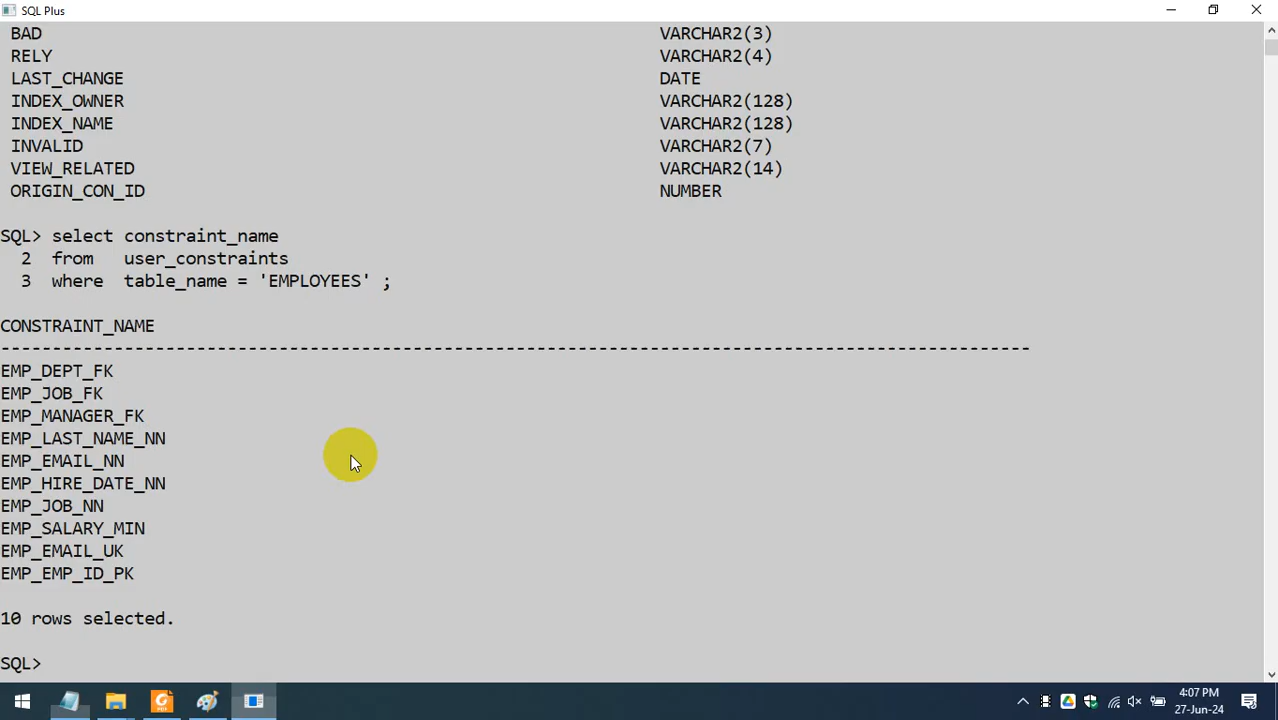 SQL Plus
BAD VARCHAR2(3)
RELY VARCHAR2(4)
LAST_CHANGE DATE
INDEX_OWNER VARCHAR2(128)
INDEX_NAME VARCHAR2(128)
INVALID VARCHAR2(7)
VIEW_RELATED VARCHAR2(14)
ORIGIN_CON_ID NUMBER
SQL> select constraint_name
2 from user_constraints
3 where table_name = 'EMPLOYEES' ;
CONSTRAINT_NAME
----------------------------------------------------------------------------------------------------
EMP_DEPT_FK
EMP_JOB_FK
EMP_MANAGER_FK
EMP_LAST_NAME_NN
EMP_EMAIL_NN
EMP_HIRE_DATE_NN
EMP_JOB_NN
EMP_SALARY_MIN
EMP_EMAIL_UK
EMP_EMP_ID_PK
10 rows selected.
SQL>
PDF
4:07 PM
27-Jun-24